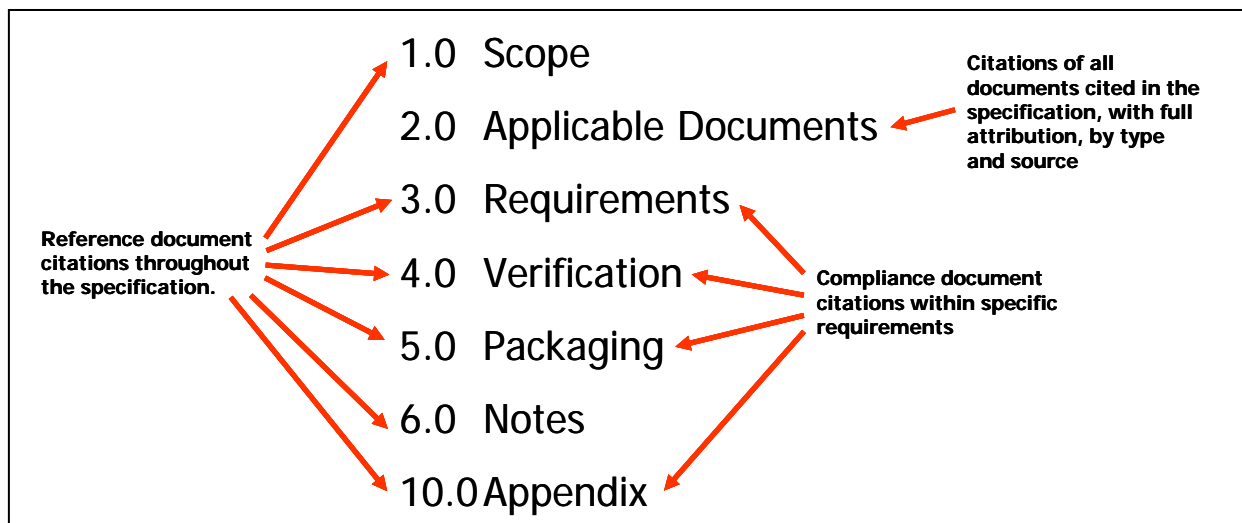 1.0 Scope
2.0 Applicable Documents
3.0 Requirements
4.0 Verification
5.0 Packaging
6.0 Notes
10.0 Appendix
Reference document
citations throughout
the specification.
Citations of all
documents cited in the
specification, with full
attribution, by type
and source
Compliance document
citations within specific
requirements